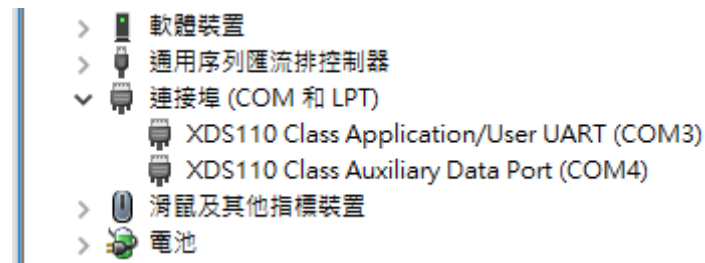 軟體裝置
通用序列匯流排控制器
連接埠 (COM 和 LPT)
XDS110 Class Application/User UART (COM3)
XDS110 Class Auxiliary Data Port (COM4)
滑鼠及其他指標裝置
電池